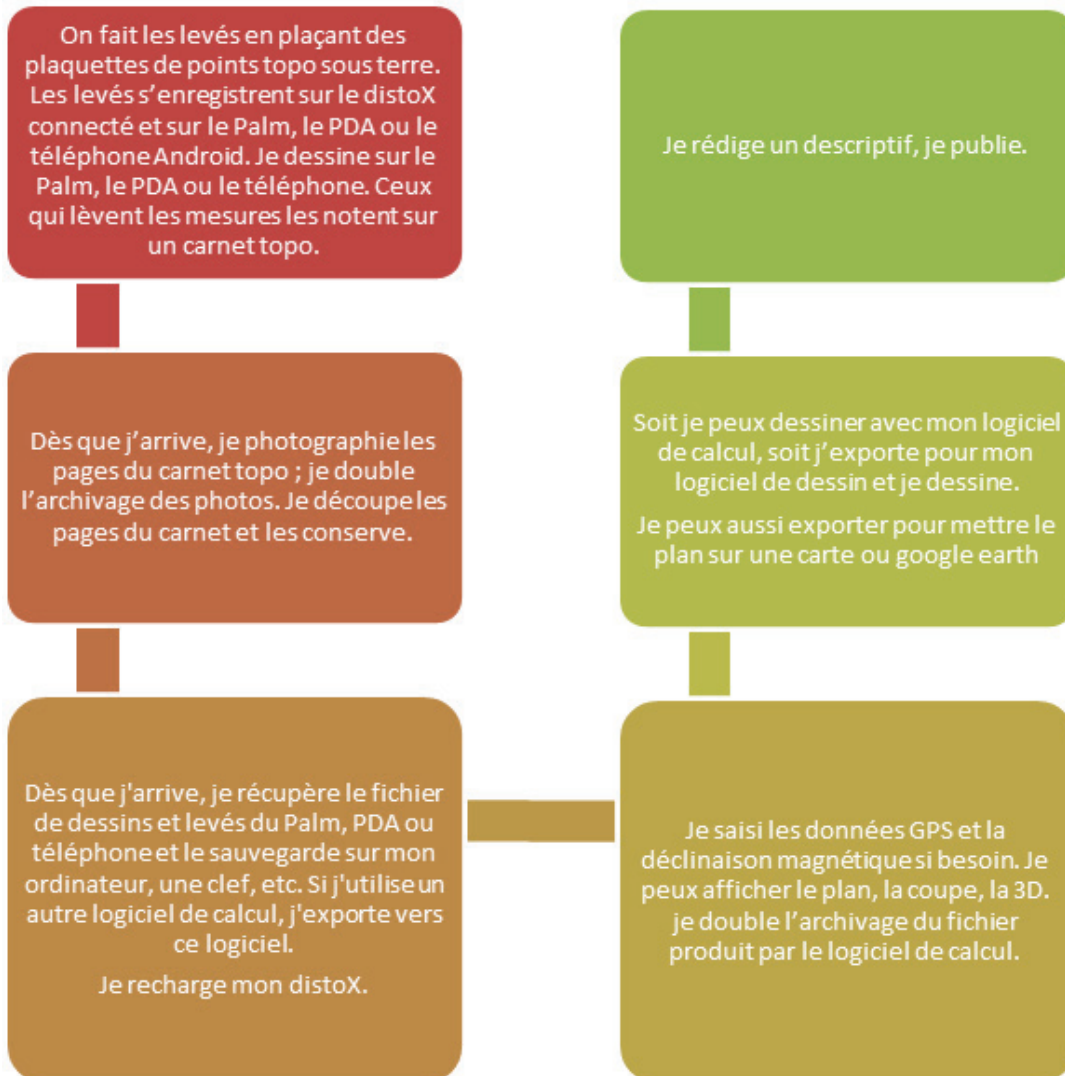 On fait les levés en plaçant des
plaquettes de points topo sous terre.
Les levés s'enregistrent sur le distoX
connecté et sur le Palm, le PDA ou le
téléphone Android. Je dessine sur le
Palm, le PDA ou le téléphone. Ceux
qui lèvent les mesures les notent sur
un carnet topo.
Dès que j'arrive, je photographie les
pages du carnet topo ; je double
l'archivage des photos. Je découpe les
pages du carnet et les conserve.
Dès que j'arrive, je récupère le fichier
de dessins et levés du Palm, PDA ou
téléphone et le sauvegarde sur mon
ordinateur, une clef, etc. Si j'utilise un
autre logiciel de calcul, j'exporte vers
ce logiciel.
Je recharge mon distoX.
Je saisi les données GPS et la
déclinaison magnétique si besoin. Je
peux afficher le plan, la coupe, la 3D.
je double l'archivage du fichier
produit par le logiciel de calcul.
Soit je peux dessiner avec mon logiciel
de calcul, soit j'exporte pour mon
logiciel de dessin et je dessine.
Je peux aussi exporter pour mettre le
plan sur une carte ou google earth
Je rédige un descriptif, je publie.